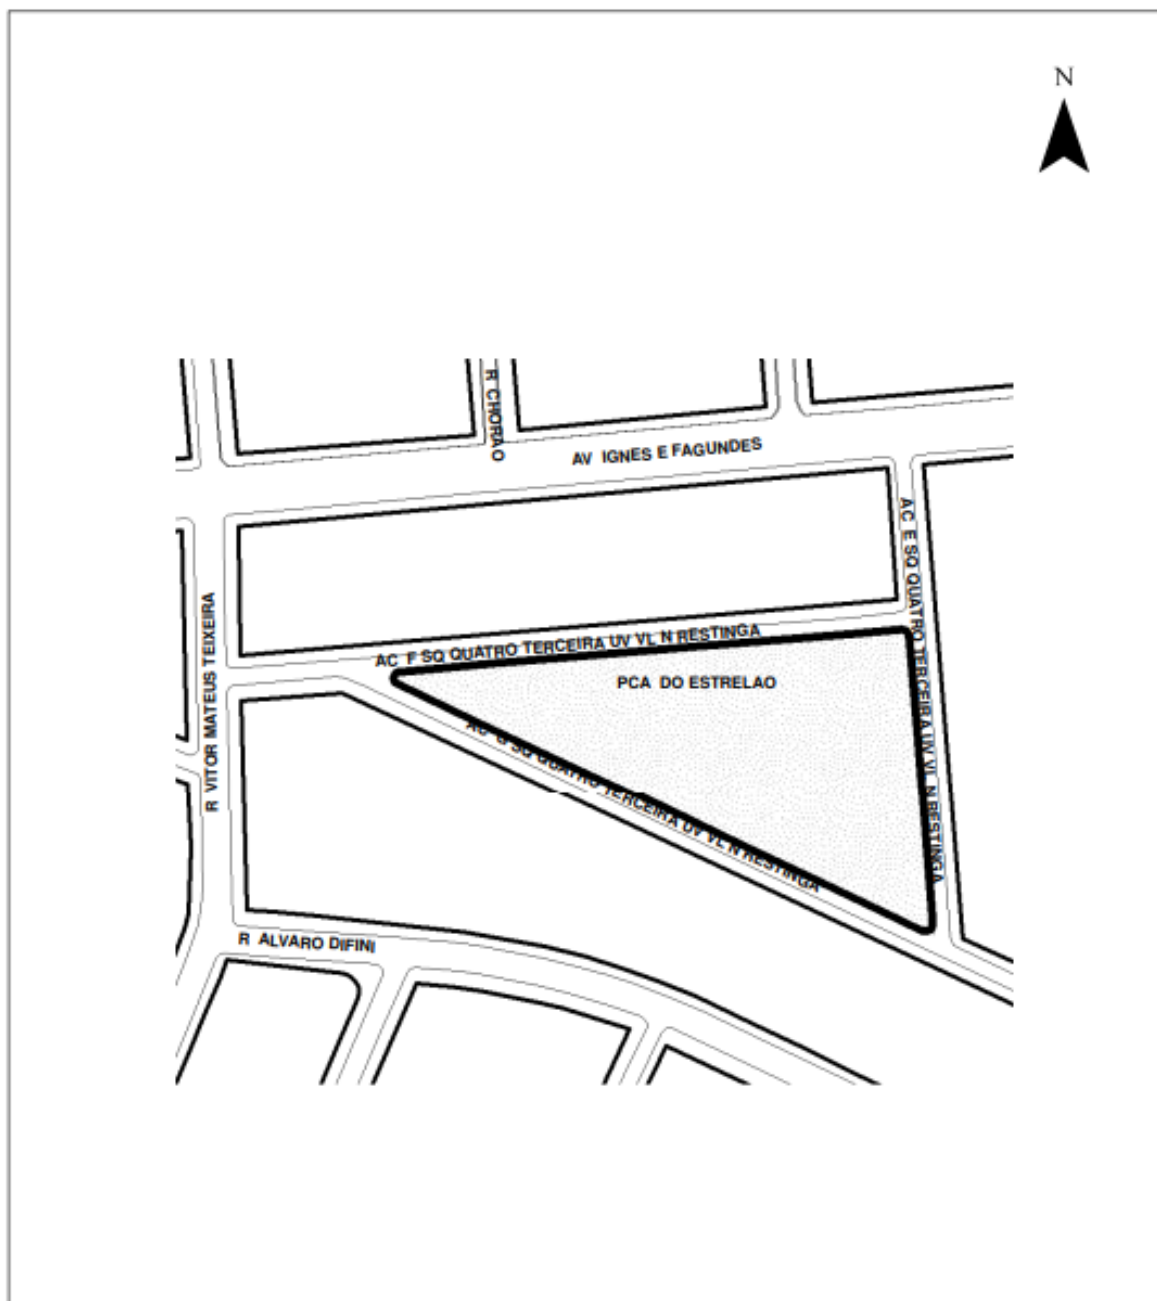 N
R CHORAO
AV IGNES E FAGUNDES
AC E SQ QUATRO TERCEIRA UV VL N RESTINGA
R VITOR MATEUS TEIXEIRA
AC F SQ QUATRO TERCEIRA UV VL N RESTINGA
PCA DO ESTRELAO
AC G SQ QUATRO TERCEIRA UV VL N RESTINGA
R ALVARO DIFINI